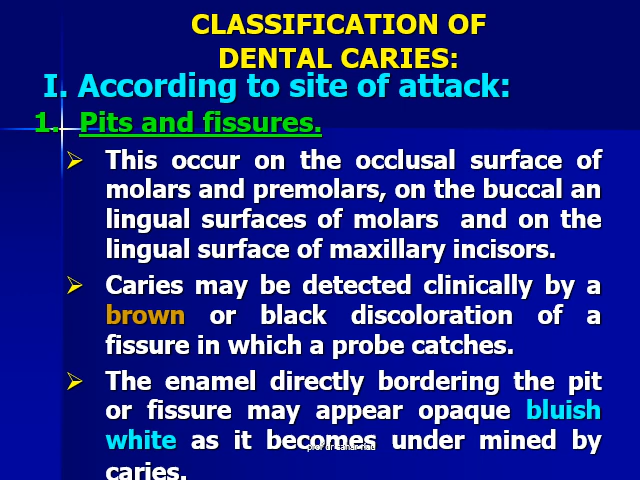 CLASSIFICATION OF
DENTAL CARIES:
I. According to site of attack:
1. Pits and fissures.
This occur on the occlusal surface of
molars and premolars, on the buccal an
lingual surfaces of molars and on the
lingual surface of maxillary incisors.
Caries may be detected clinically by a
brown or black discoloration of a
fissure in which a probe catches.
The enamel directly bordering the pit
or fissure may appear opaque bluish
white as it becomes under mined by
caries.
prof dr